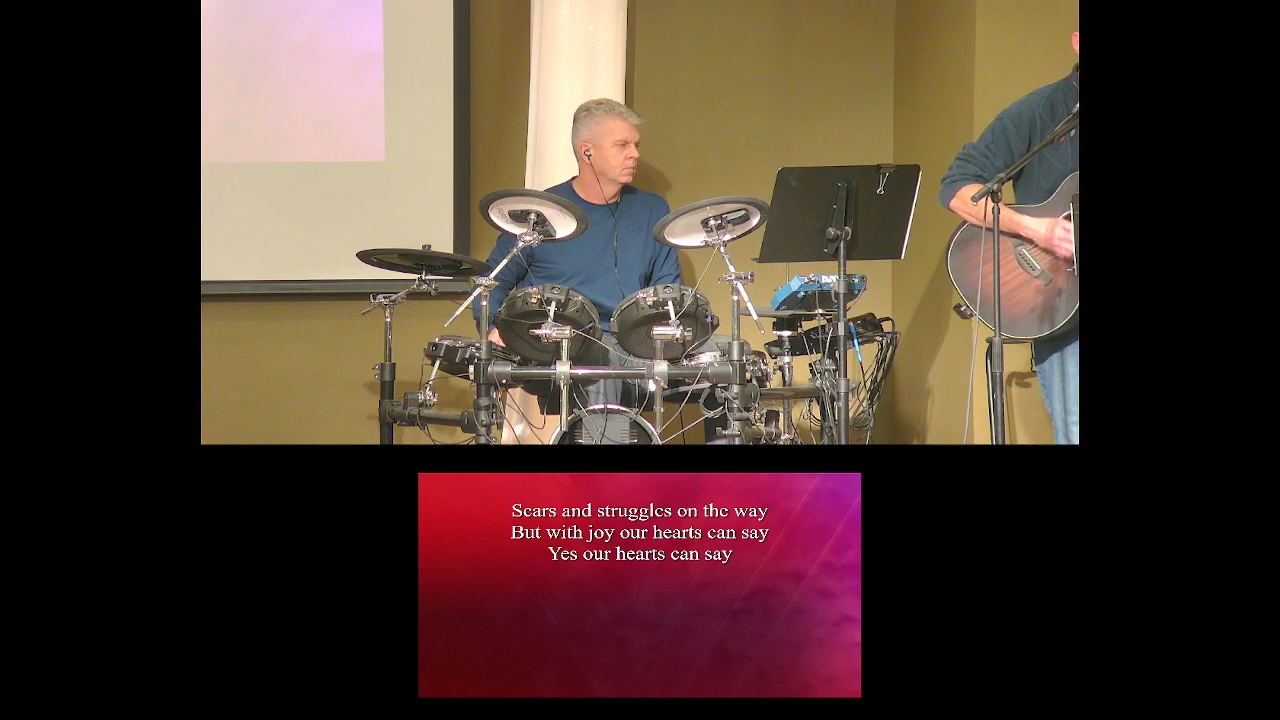 Scars and struggles on the way
But with joy our hearts can say
Yes our hearts can say